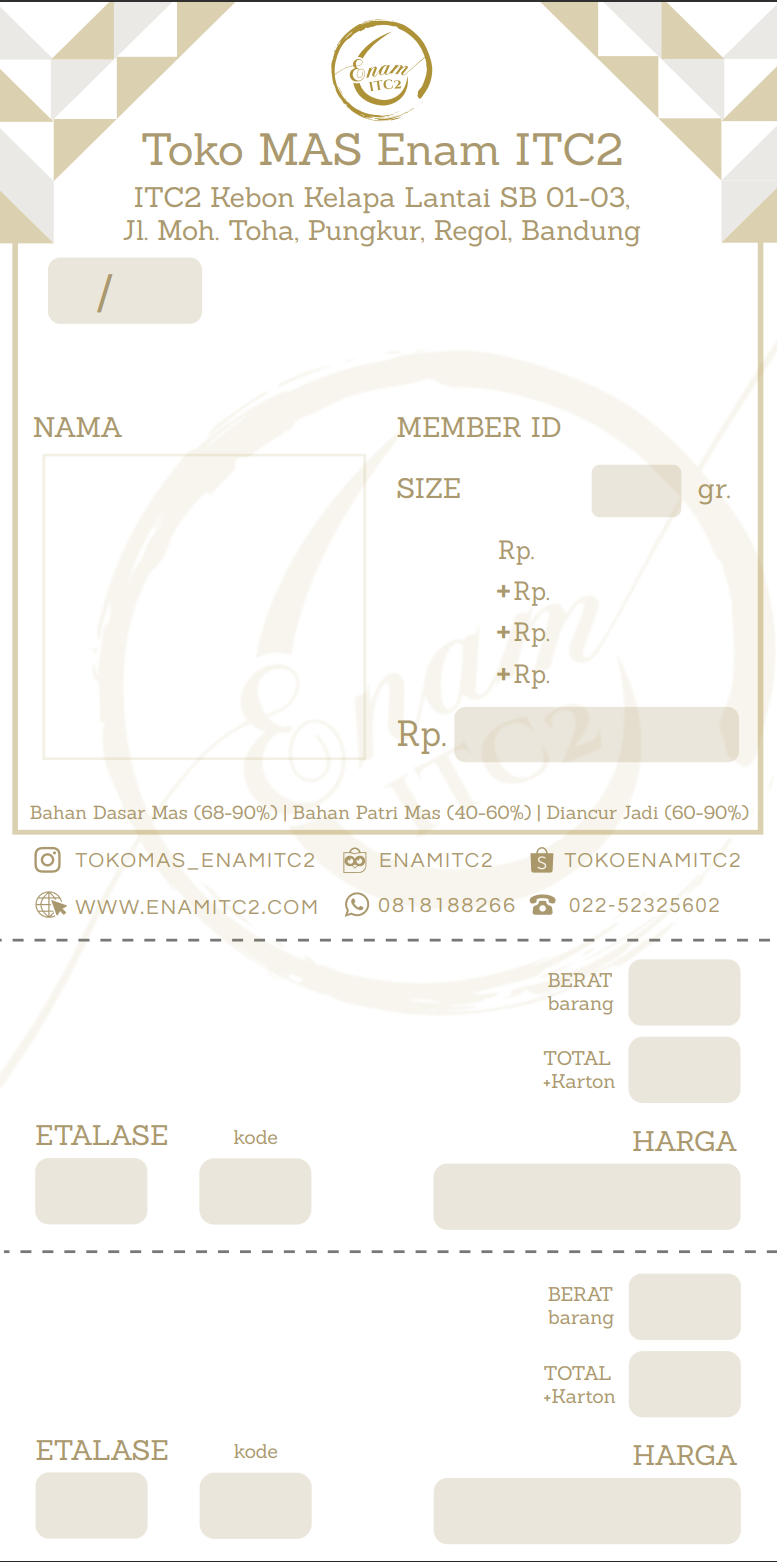 Enam
ITC2
Toko MAS Enam ITC2
ITC2 Kebon Kelapa Lantai SB 01-03,
Jl. Moh. Toha, Pungkur, Regol, Bandung
/
NAMA
MEMBER ID
SIZE gr.
Rp.
+Rp.
+Rp.
+Rp.
Rp.
Enam
ITC2
Bahan Dasar Mas (68-90%) | Bahan Patri Mas (40-60%) | Diancur Jadi (60-90%)
TOKOMAS_ENAMITC2 ENAMITC2 TOKOENAMITC2
WWW.ENAMITC2.COM 0818188266 022-52325602
BERAT
barang
TOTAL
+Karton
ETALASE kode HARGA
BERAT
barang
TOTAL
+Karton
ETALASE kode HARGA